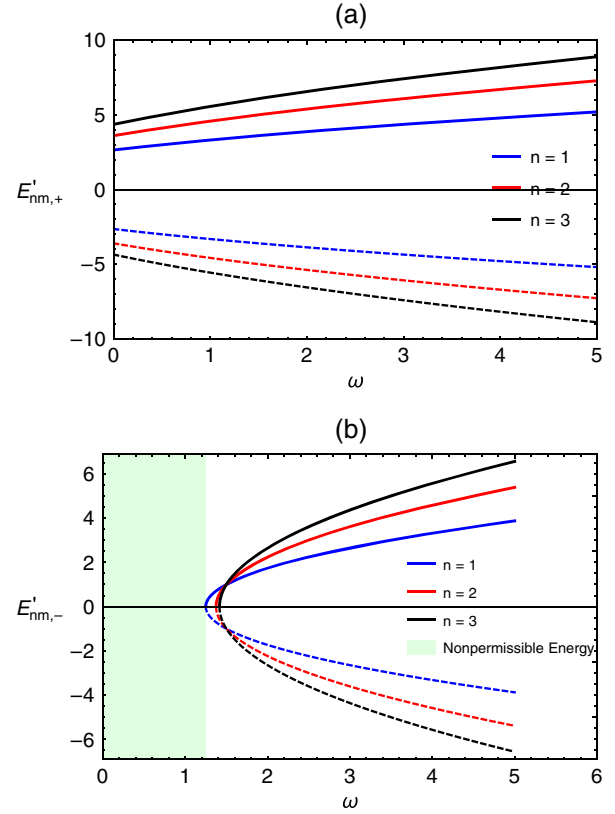 (a)
10
5
0
−5
−10
E'nm,+
n = 1
n = 2
n = 3
0 1 2 3 4 5
ω
(b)
6
4
2
0
−2
−4
−6
E'nm,−
n = 1
n = 2
n = 3
Nonpermissible Energy
0 1 2 3 4 5 6
ω